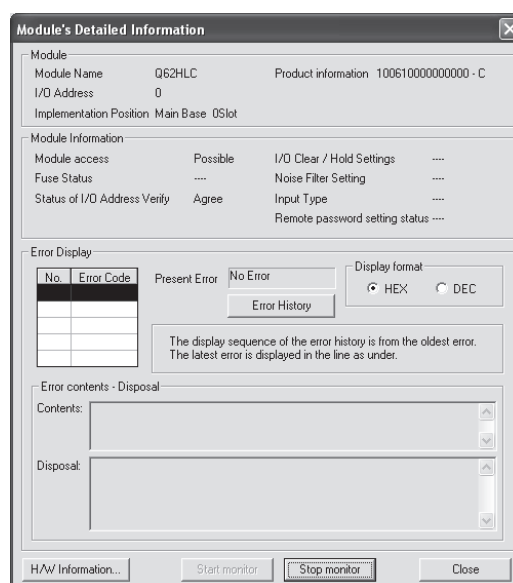 Module's Detailed Information
Module
Module Name Q62HLC Product information 100610000000000 - C
I/O Address 0
Implementation Position Main Base 0Slot
Module Information
Module access Possible I/O Clear / Hold Settings ----
Fuse Status ---- Noise Filter Setting ----
Status of I/O Address Verify Agree Input Type ----
Remote password setting status ----
Error Display
No. Error Code Present Error No Error Display format
HEX DEC
Error History
The display sequence of the error history is from the oldest error.
The latest error is displayed in the line as under.
Error contents - Disposal
Contents:
Disposal:
H/W Information... Start monitor Stop monitor Close